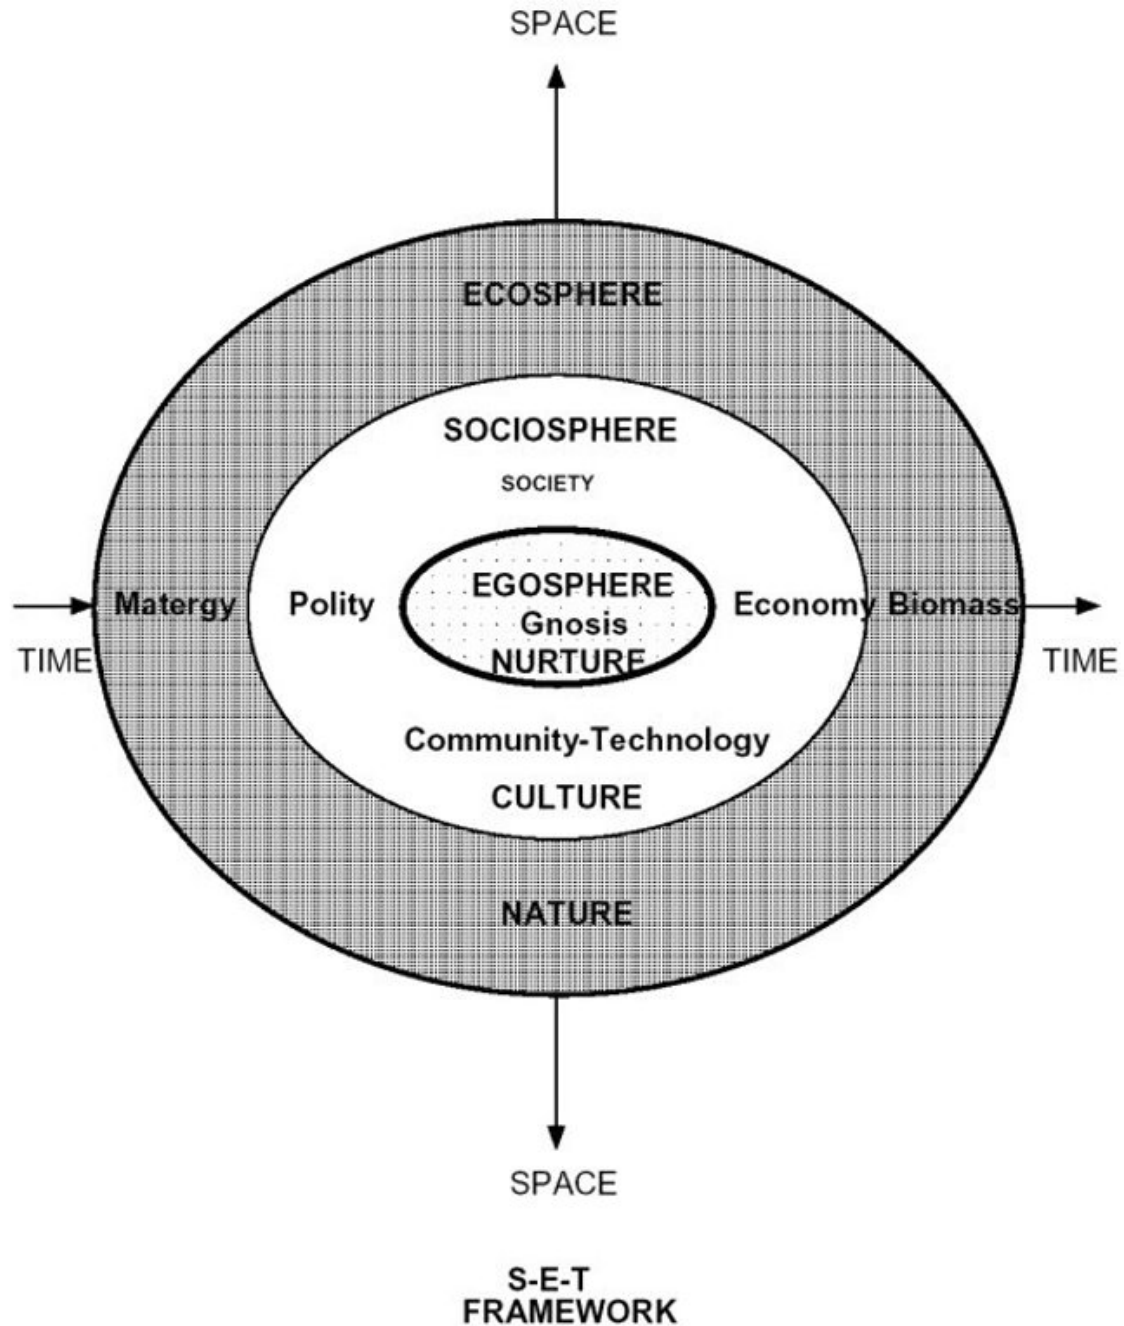 SPACE
ECOSPHERE
SOCIOSPHERE
SOCIETY
EGOSPHERE
Matergy Polity Gnosis Economy Biomass
NURTURE
TIME TIME
Community-Technology
CULTURE
NATURE
SPACE
S-E-T
FRAMEWORK